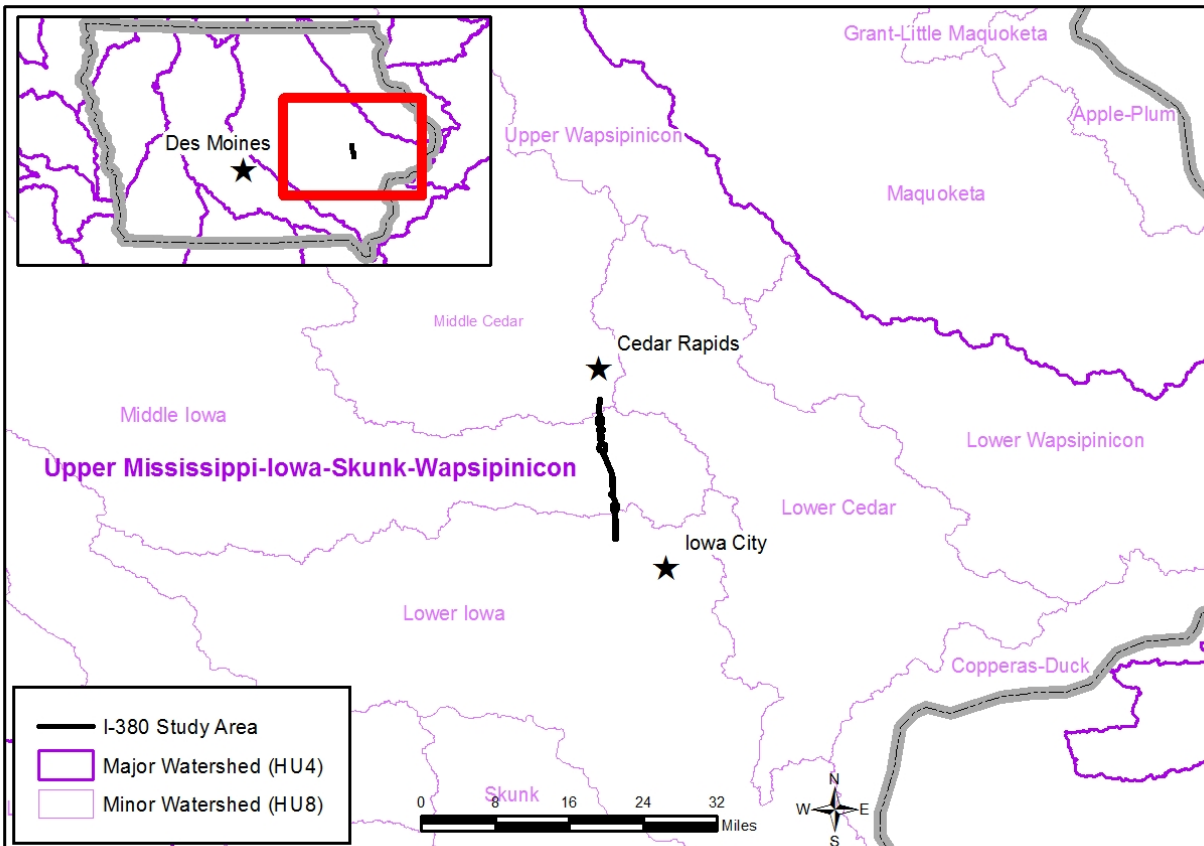 Grant-Little Maquoketa
Apple-Plum
Upper Wapsipinicon
Des Moines
Maquoketa
Middle Cedar
Cedar Rapids
Middle Iowa
Lower Wapsipinicon
Upper Mississippi-Iowa-Skunk-Wapsipinicon
Lower Cedar
Iowa City
Lower Iowa
Copperas-Duck
I-380 Study Area
Major Watershed (HU4)
Minor Watershed (HU8)
Skunk
0 8 16 24 32
Miles
N
W E
S